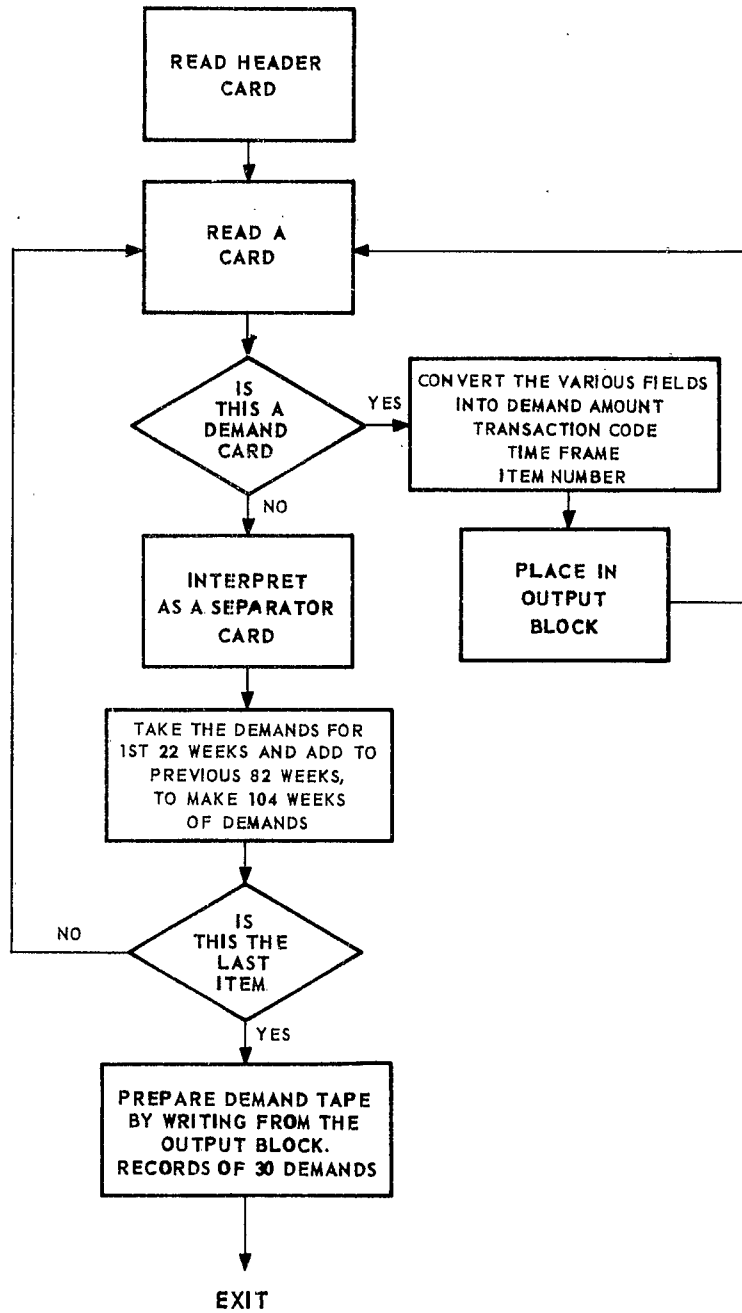 READ HEADER
CARD
READ A
CARD
IS
THIS A
DEMAND
CARD
YES
CONVERT THE VARIOUS FIELDS
INTO DEMAND AMOUNT
TRANSACTION CODE
TIME FRAME
ITEM NUMBER
NO
PLACE IN
OUTPUT
BLOCK
INTERPRET
AS A SEPARATOR
CARD
TAKE THE DEMANDS FOR
1ST 22 WEEKS AND ADD TO
PREVIOUS 82 WEEKS,
TO MAKE 104 WEEKS
OF DEMANDS
IS
THIS THE
LAST
ITEM
NO
YES
PREPARE DEMAND TAPE
BY WRITING FROM THE
OUTPUT BLOCK.
RECORDS OF 30 DEMANDS
EXIT